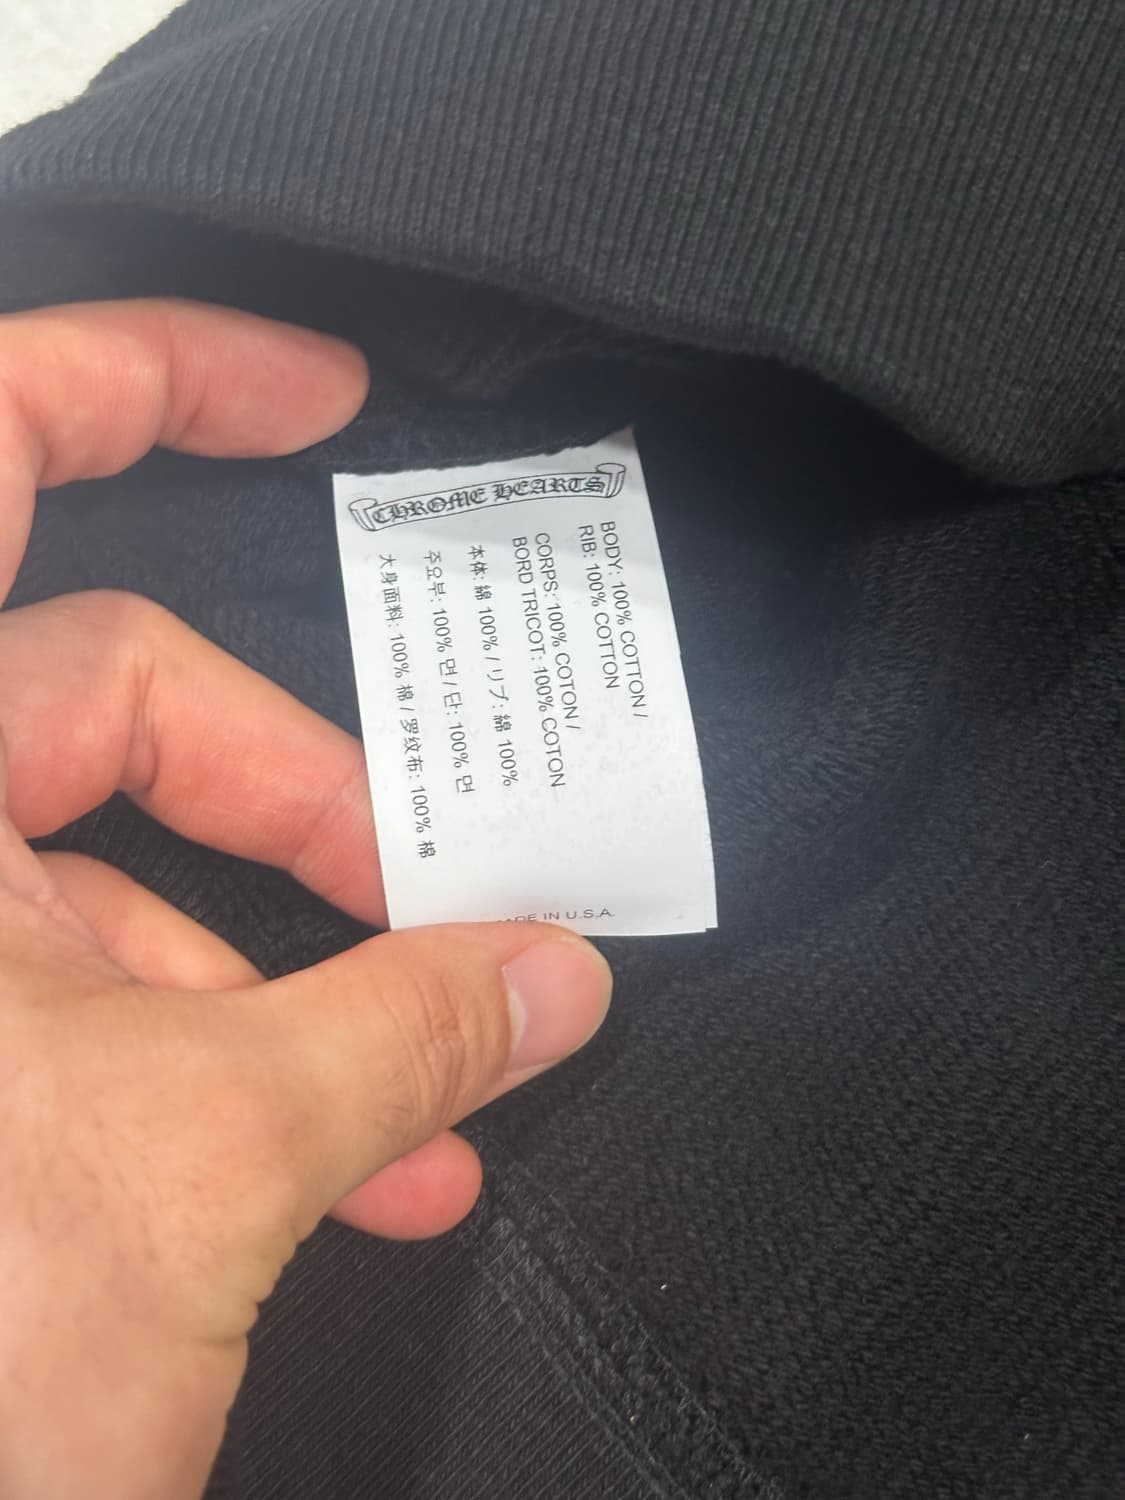 CHROME HEARTS
BODY: 100% COTTON /
RIB: 100% COTTON
CORPS: 100% COTON /
BORD TRICOT: 100% COTON
本体: 綿 100% / リブ: 綿 100%
주요부: 100% 면 / 단: 100% 면
大身面料: 100% 棉 / 罗纹布: 100% 棉
IN U.S.A.